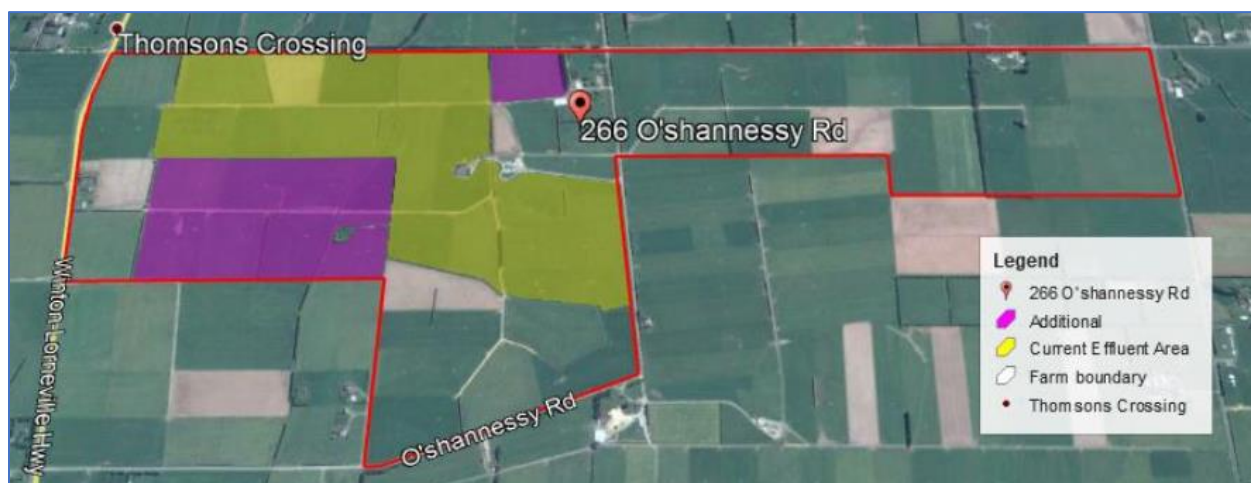 Thomsons Crossing
266 O'shannessy Rd
Winton-Lorneville Hwy
O'shannessy Rd
Legend
266 O'shannessy Rd
Additional
Current Effluent Area
Farm boundary
Thomsons Crossing